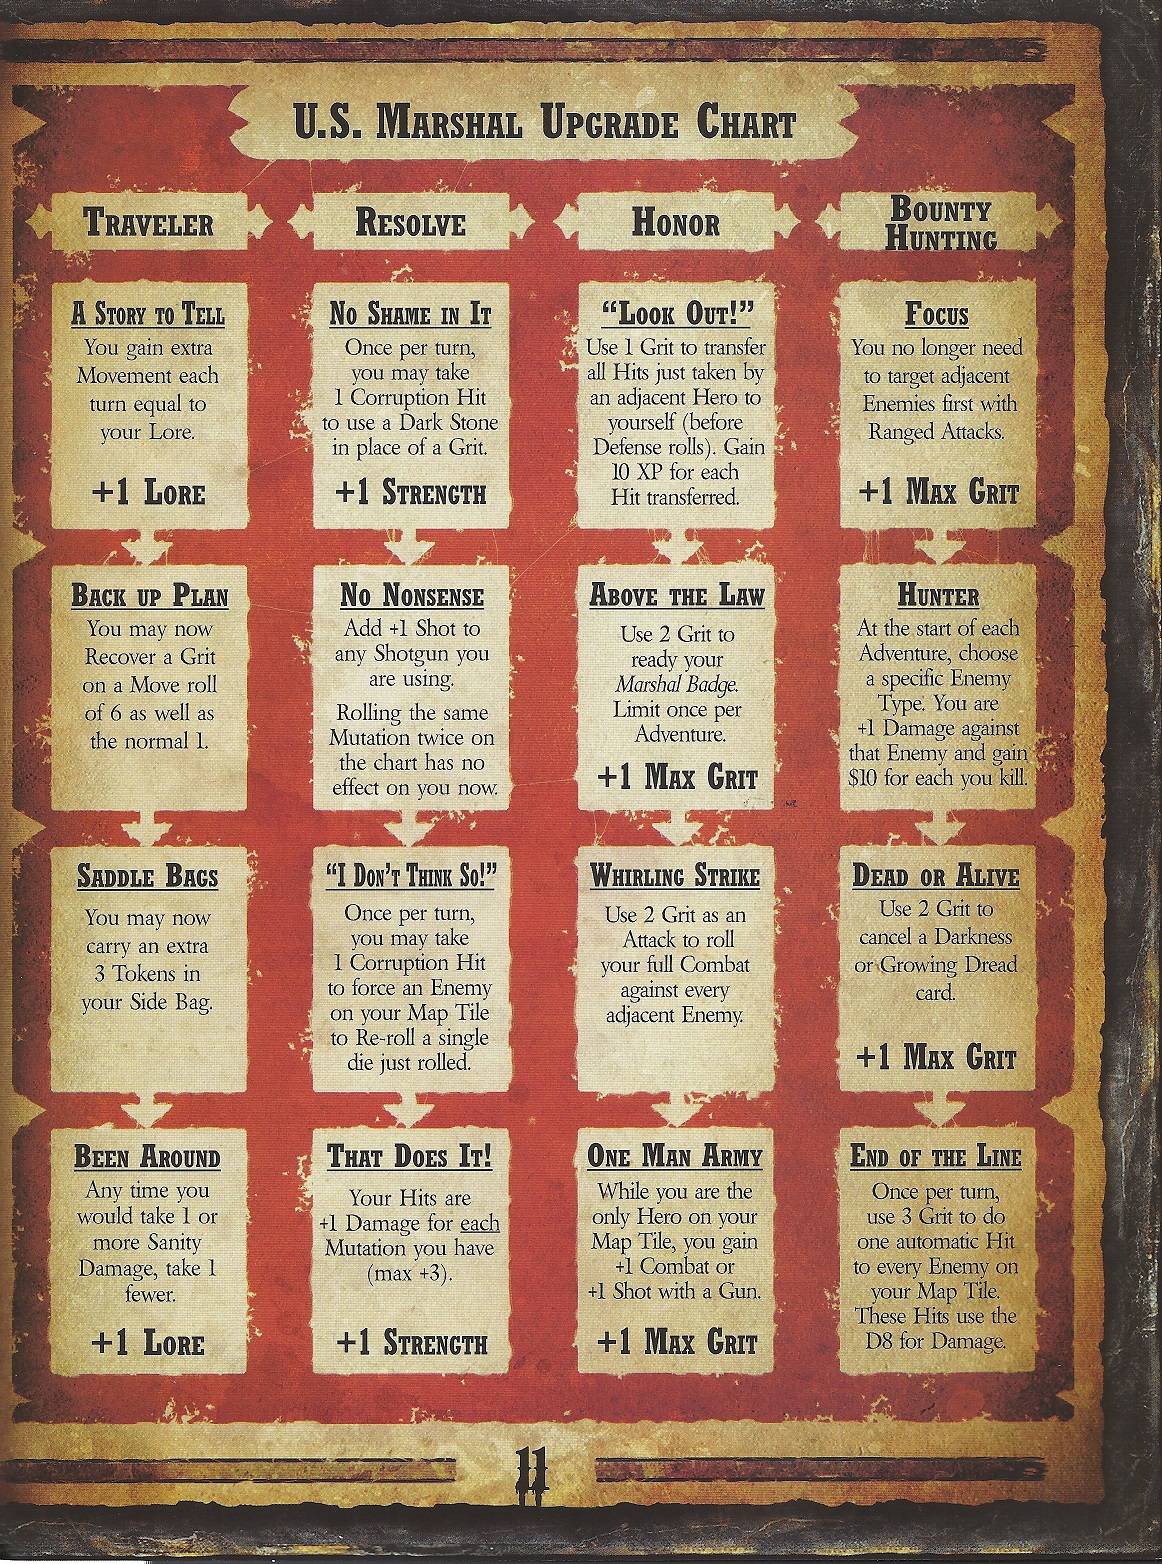 U.S. Marshal Upgrade Chart
Traveler
A Story to Tell
You gain extra
Movement each
turn equal to
your Lore.
+1 Lore
Back up Plan
You may now
Recover a Grit
on a Move roll
of 6 as well as
the normal 1.
Saddle Bags
You may now
carry an extra
3 Tokens in
your Side Bag.
Been Around
Any time you
would take 1 or
more Sanity
Damage, take 1
fewer.
+1 Lore
Resolve
No Shame in It
Once per turn,
you may take
1 Corruption Hit
to use a Dark Stone
in place of a Grit.
+1 Strength
No Nonsense
Add +1 Shot to
any Shotgun you
are using.
Rolling the same
Mutation twice on
the chart has no
effect on you now.
“I Don’t Think So!”
Once per turn,
you may take
1 Corruption Hit
to force an Enemy
on your Map Tile
to Re-roll a single
die just rolled.
That Does It!
Your Hits are
+1 Damage for each
Mutation you have
(max +3).
+1 Strength
Honor
“Look Out!”
Use 1 Grit to transfer
all Hits just taken by
an adjacent Hero to
yourself (before
Defense rolls). Gain
10 XP for each
Hit transferred.
Above the Law
Use 2 Grit to
ready your
Marshal Badge.
Limit once per
Adventure.
+1 Max Grit
Whirling Strike
Use 2 Grit as an
Attack to roll
your full Combat
against every
adjacent Enemy.
One Man Army
While you are the
only Hero on your
Map Tile, you gain
+1 Combat or
+1 Shot with a Gun.
+1 Max Grit
Bounty
Hunting
Focus
You no longer need
to target adjacent
Enemies first with
Ranged Attacks.
+1 Max Grit
Hunter
At the start of each
Adventure, choose
a specific Enemy
Type. You are
+1 Damage against
that Enemy and gain
$10 for each you kill.
Dead or Alive
Use 2 Grit to
cancel a Darkness
or Growing Dread
card.
+1 Max Grit
End of the Line
Once per turn,
use 3 Grit to do
one automatic Hit
to every Enemy on
your Map Tile.
These Hits use the
D8 for Damage.
11